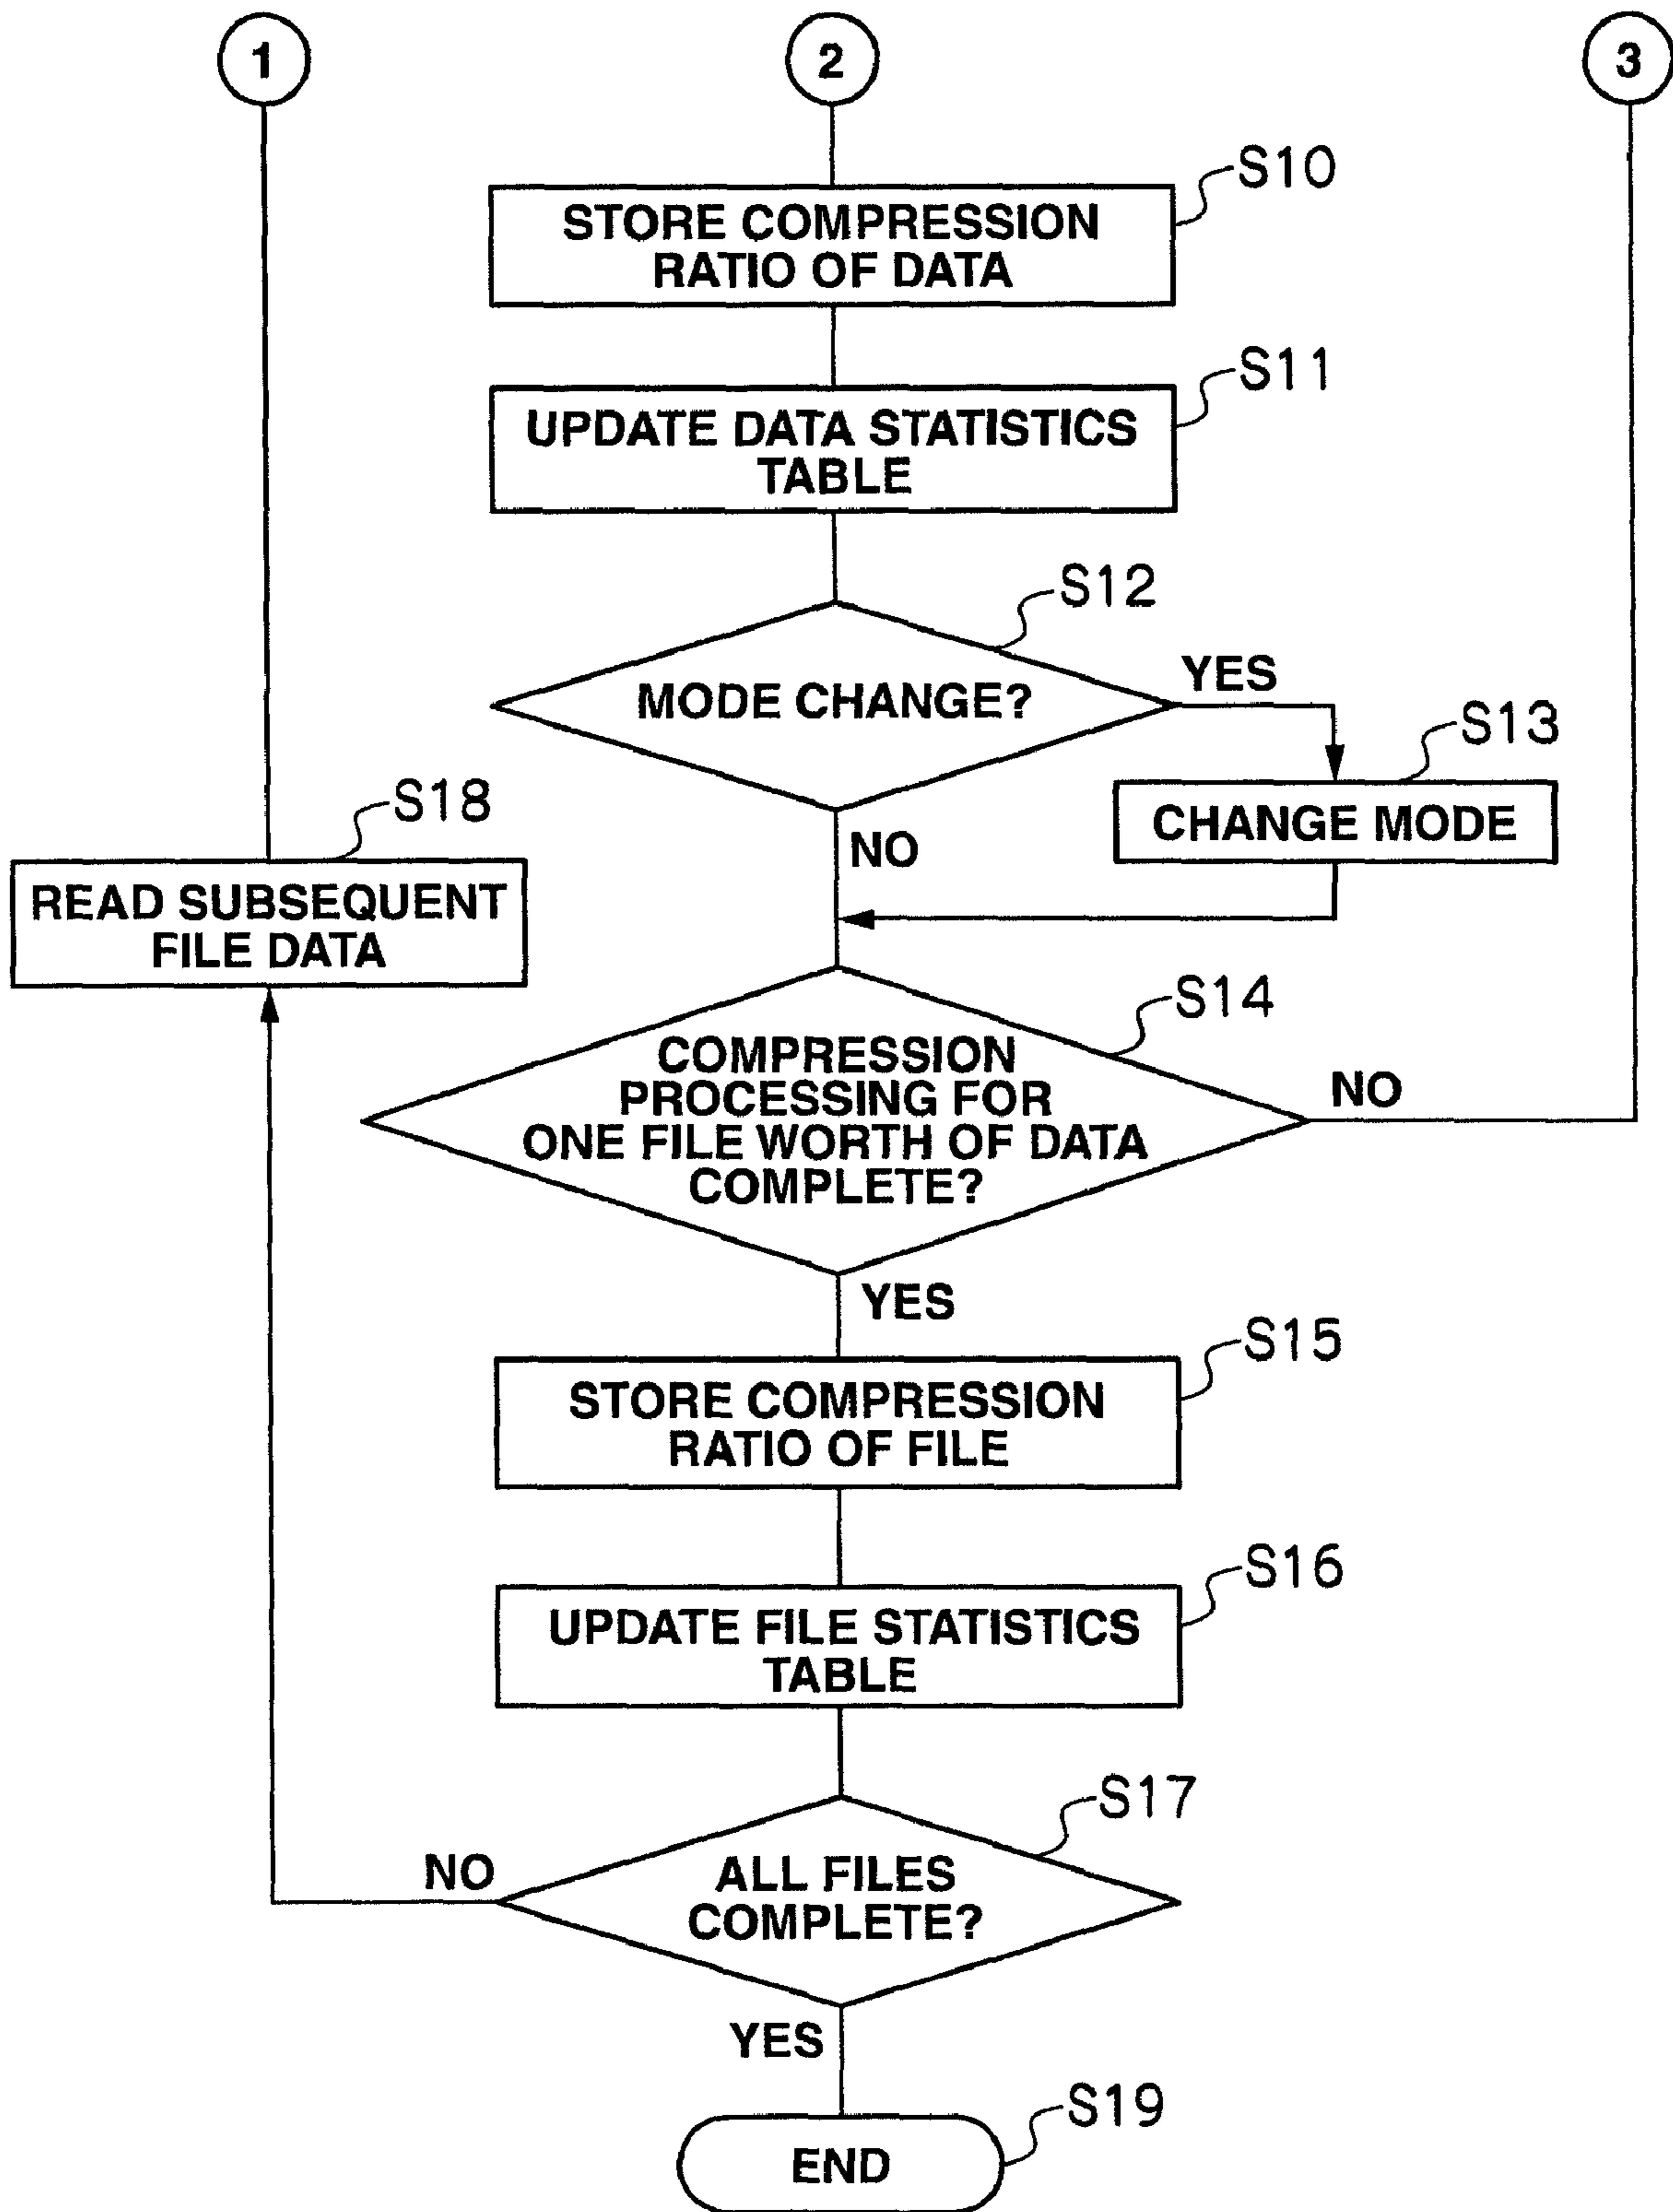 1
2
3
S10
STORE COMPRESSION
RATIO OF DATA
S11
UPDATE DATA STATISTICS
TABLE
S12
MODE CHANGE?
YES
S13
CHANGE MODE
NO
S18
READ SUBSEQUENT
FILE DATA
S14
COMPRESSION
PROCESSING FOR
ONE FILE WORTH OF DATA
COMPLETE?
NO
YES
S15
STORE COMPRESSION
RATIO OF FILE
S16
UPDATE FILE STATISTICS
TABLE
S17
ALL FILES
COMPLETE?
NO
YES
S19
END